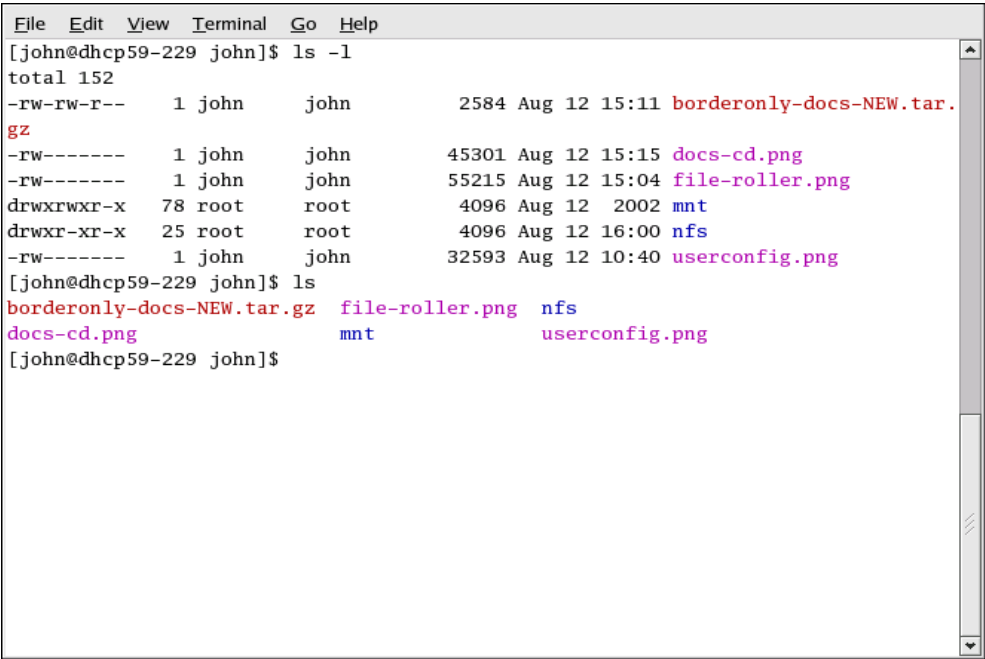 File Edit View Terminal Go Help
[john@dhcp59-229 john]$ ls -l
total 152
-rw-rw-r--    1 john     john         2584 Aug 12 15:11 borderonly-docs-NEW.tar.
gz
-rw-------    1 john     john        45301 Aug 12 15:15 docs-cd.png
-rw-------    1 john     john        55215 Aug 12 15:04 file-roller.png
drwxrwxr-x   78 root     root         4096 Aug 12  2002 mnt
drwxr-xr-x   25 root     root         4096 Aug 12 16:00 nfs
-rw-------    1 john     john        32593 Aug 12 10:40 userconfig.png
[john@dhcp59-229 john]$ ls
borderonly-docs-NEW.tar.gz  file-roller.png  nfs
docs-cd.png                 mnt              userconfig.png
[john@dhcp59-229 john]$